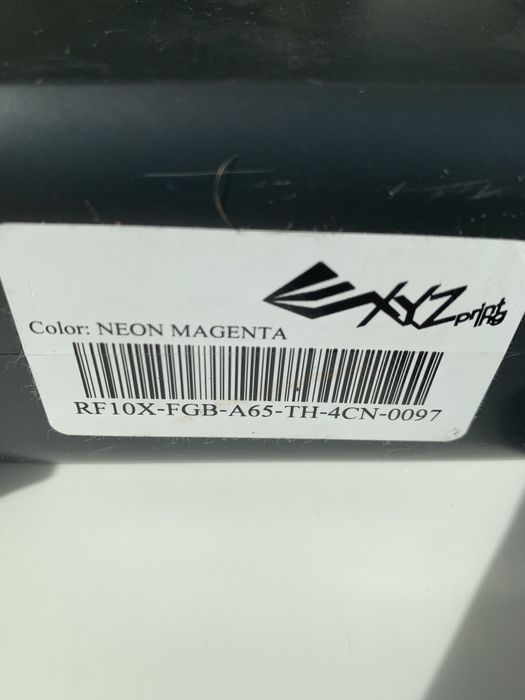 XYZprinting
Color: NEON MAGENTA
RF10X-FGB-A65-TH-4CN-0097